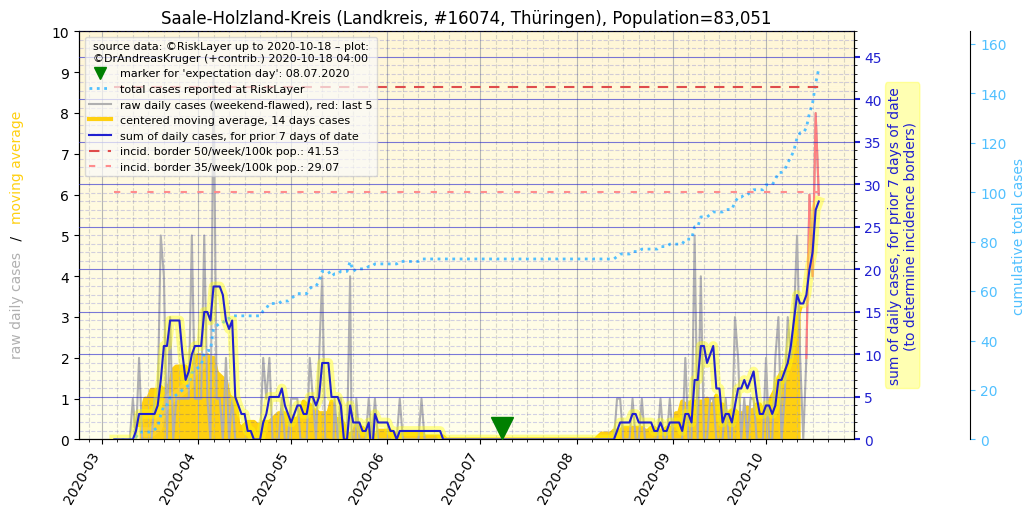 Saale-Holzland-Kreis (Landkreis, #16074, Thüringen), Population=83,051
source data: ©RiskLayer up to 2020-10-18 – plot:
©DrAndreasKruger (+contrib.) 2020-10-18 04:00
marker for 'expectation day': 08.07.2020
total cases reported at RiskLayer
raw daily cases (weekend-flawed), red: last 5
centered moving average, 14 days cases
sum of daily cases, for prior 7 days of date
incid. border 50/week/100k pop.: 41.53
incid. border 35/week/100k pop.: 29.07
raw daily cases / moving average
10
9
8
7
6
5
4
3
2
1
0
2020-03
2020-04
2020-05
2020-06
2020-07
2020-08
2020-09
2020-10
45
40
35
30
25
20
15
10
5
0
sum of daily cases, for prior 7 days of date
(to determine incidence borders)
160
140
120
100
80
60
40
20
0
cumulative total cases